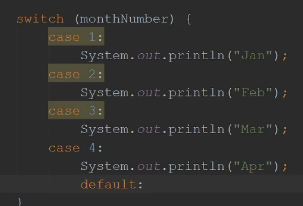 switch (monthNumber) {
case 1:
System.out.println("Jan");
case 2:
System.out.println("Feb");
case 3:
System.out.println("Mar");
case 4:
System.out.println("Apr");
default:
}